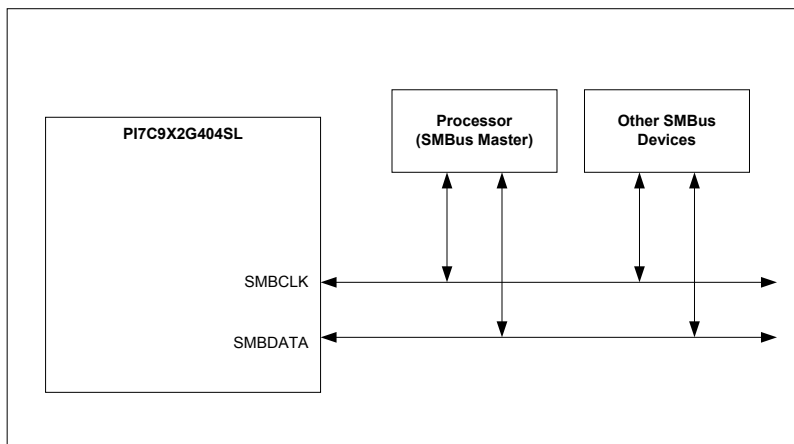 PI7C9X2G404SL
Processor
(SMBus Master)
Other SMBus
Devices
SMBCLK
SMBDATA